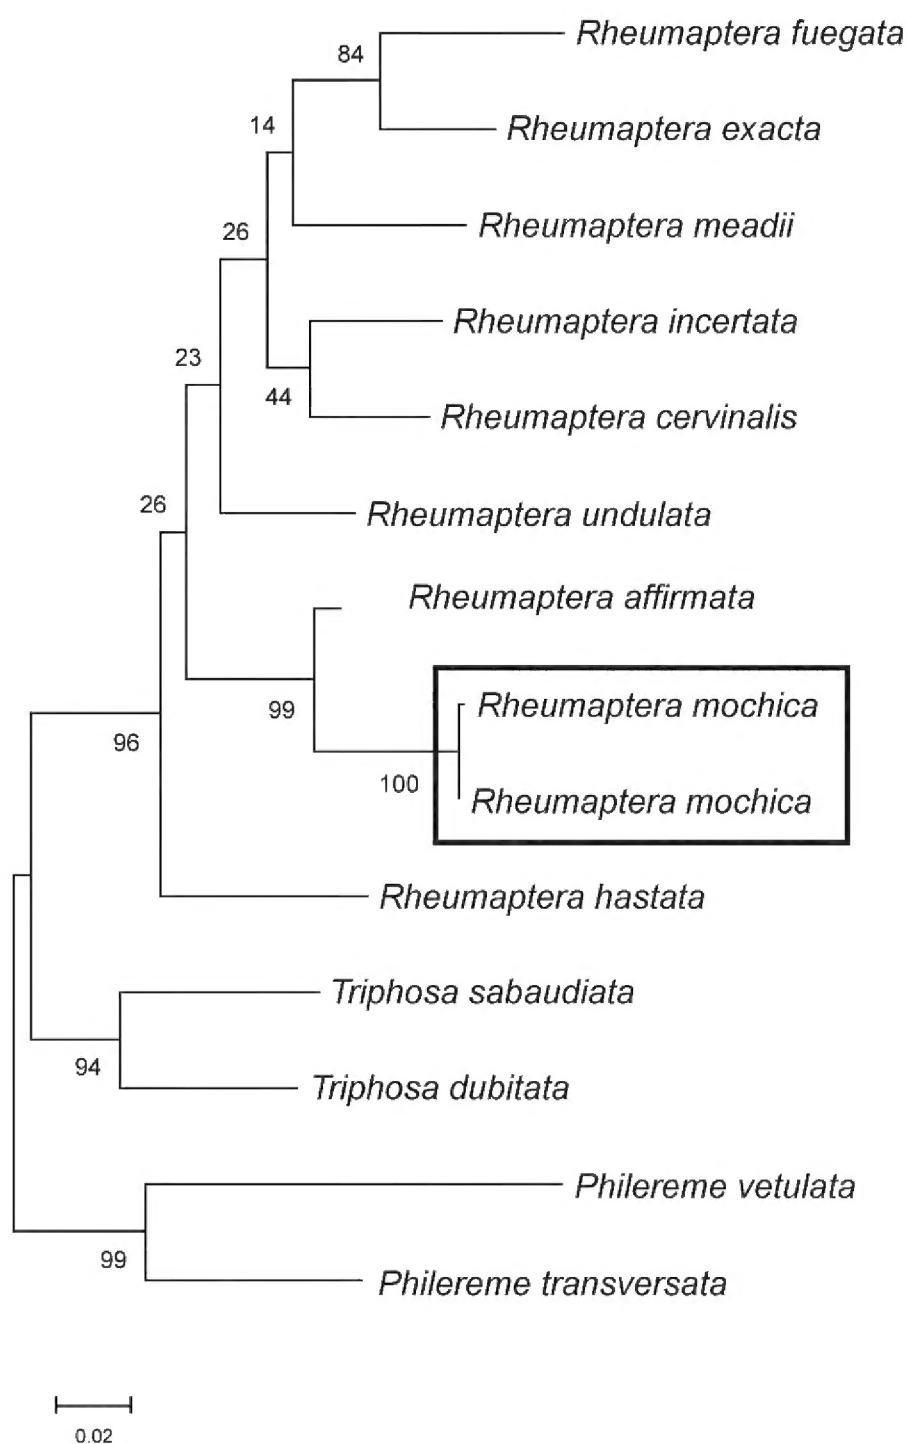 Rheumaptera fuegata
84
Rheumaptera exacta
14
Rheumaptera meadii
26
Rheumaptera incertata
23
44
Rheumaptera cervinalis
26
Rheumaptera undulata
Rheumaptera affirmata
99
Rheumaptera mochica
96
100
Rheumaptera mochica
Rheumaptera hastata
Triphosa sabaudiata
94
Triphosa dubitata
Philereme vetulata
99
Philereme transversata
0.02